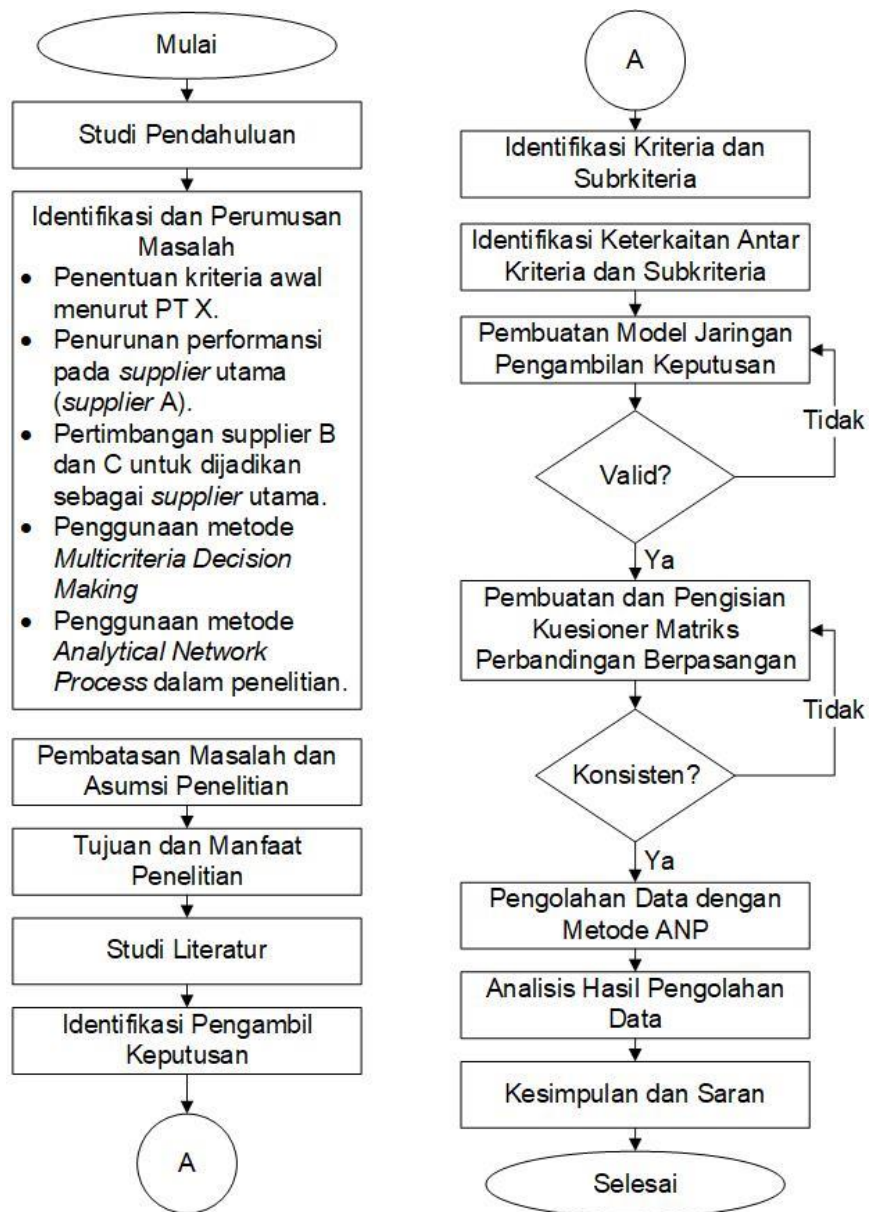 Mulai
Studi Pendahuluan
Identifikasi dan Perumusan
Masalah
• Penentuan kriteria awal
menurut PT X.
• Penurunan performansi
pada supplier utama
(supplier A).
• Pertimbangan supplier B
dan C untuk dijadikan
sebagai supplier utama.
• Penggunaan metode
Multicriteria Decision
Making
• Penggunaan metode
Analytical Network
Process dalam penelitian.
Pembatasan Masalah dan
Asumsi Penelitian
Tujuan dan Manfaat
Penelitian
Studi Literatur
Identifikasi Pengambil
Keputusan
A
A
Identifikasi Kriteria dan
Subrkiteria
Identifikasi Keterkaitan Antar
Kriteria dan Subkriteria
Pembuatan Model Jaringan
Pengambilan Keputusan
Tidak
Valid?
Ya
Pembuatan dan Pengisian
Kuesioner Matriks
Perbandingan Berpasangan
Tidak
Konsisten?
Ya
Pengolahan Data dengan
Metode ANP
Analisis Hasil Pengolahan
Data
Kesimpulan dan Saran
Selesai